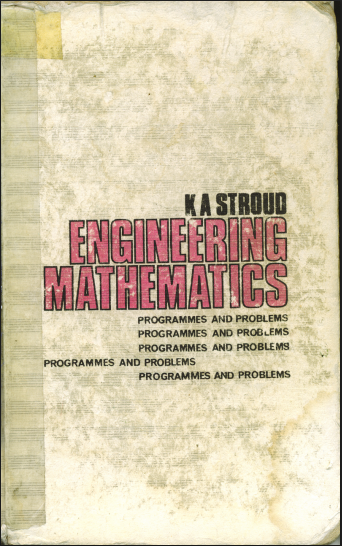 K A STROUD
ENGINEERING
MATHEMATICS
PROGRAMMES AND PROBLEMS
PROGRAMMES AND PROBLEMS
PROGRAMMES AND PROBLEMS
PROGRAMMES AND PROBLEMS
PROGRAMMES AND PROBLEMS